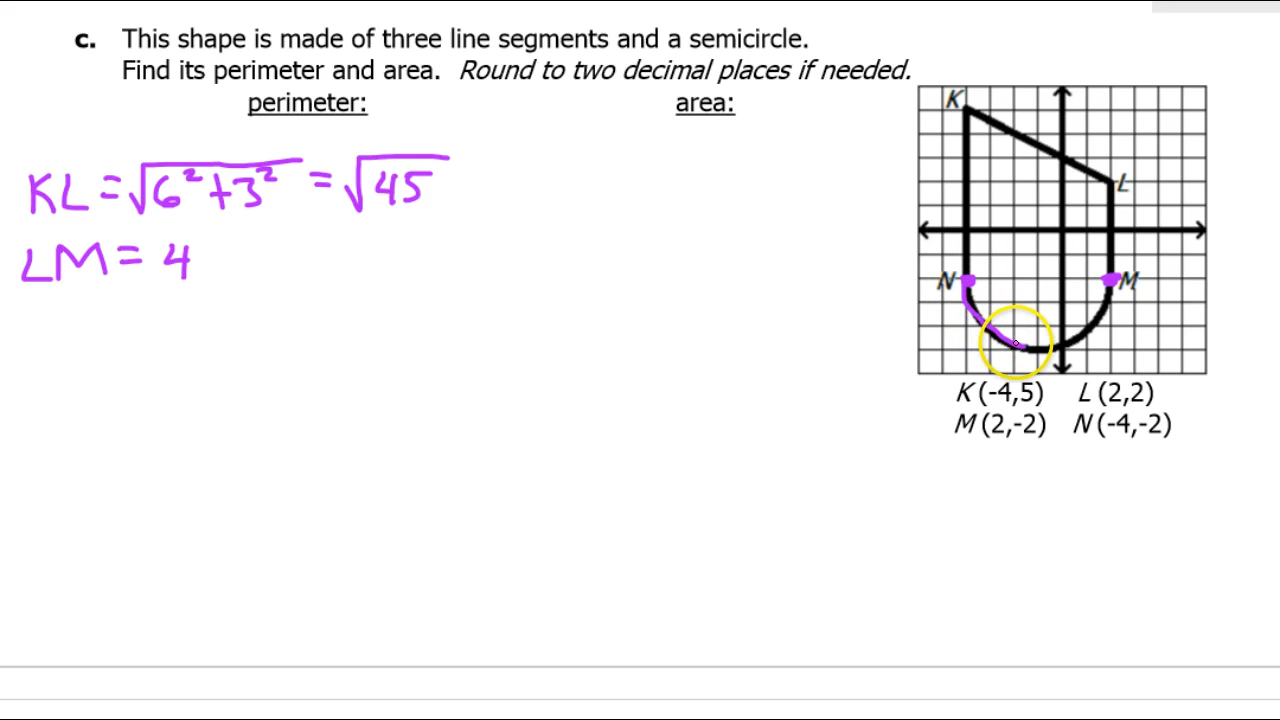 c. This shape is made of three line segments and a semicircle.
Find its perimeter and area. Round to two decimal places if needed.
perimeter: area:
KL = √6² + 3² = √45
LM = 4
K
L
N
M
K (-4,5) L (2,2)
M (2,-2) N (-4,-2)